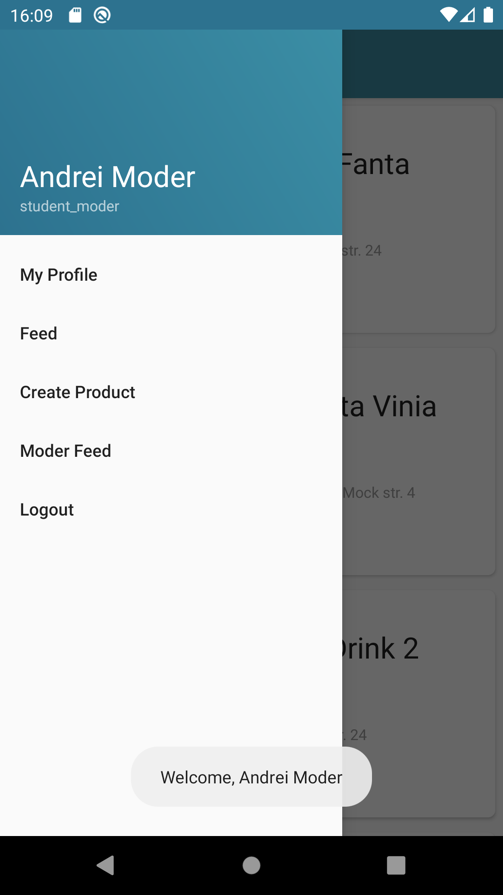 16:09
Andrei Moder
student_moder
My Profile
Feed
Create Product
Moder Feed
Logout
Fanta
str. 24
ta Vinia
Mock str. 4
Drink 2
. 24
Welcome, Andrei Moder